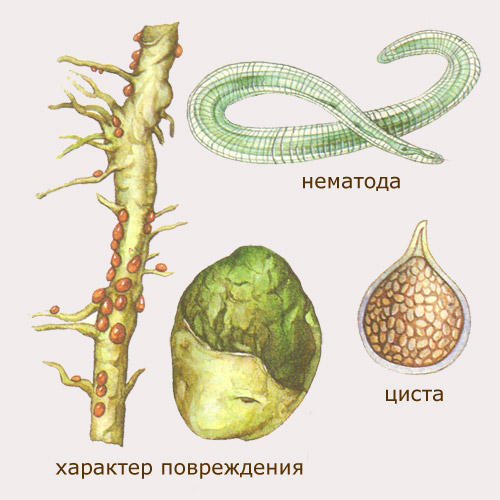 нематода
циста
характер повреждения